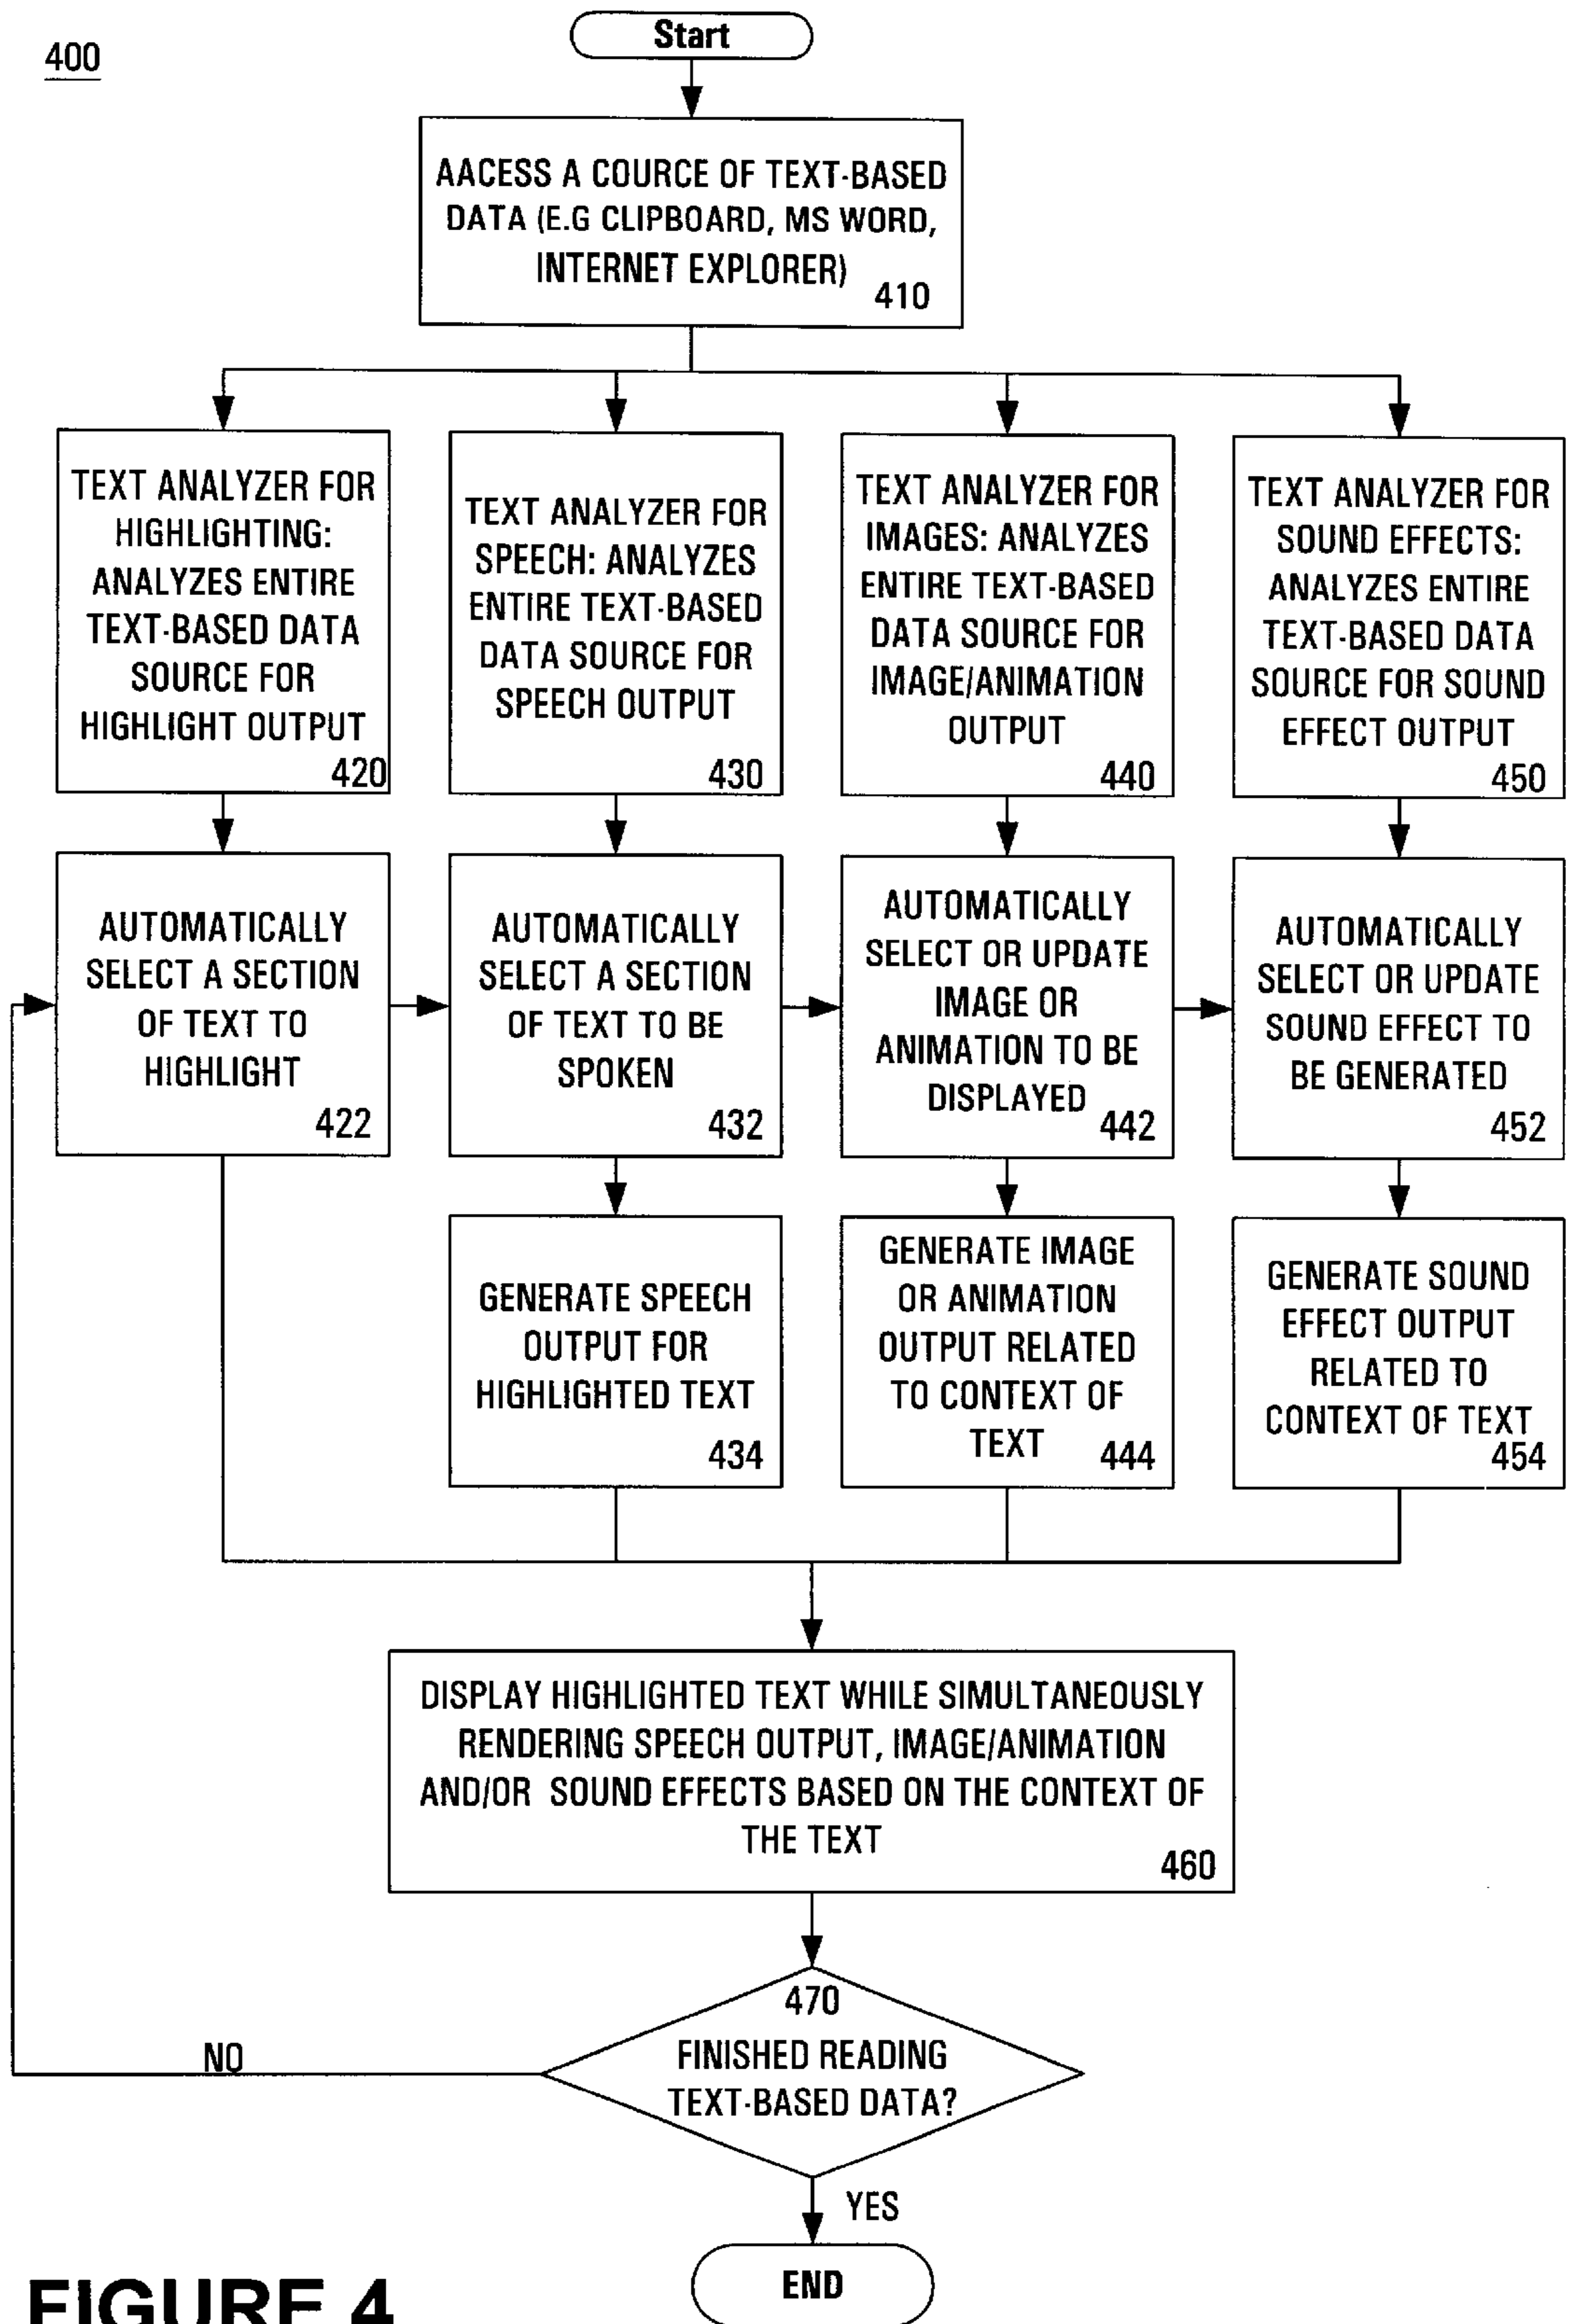 400
Start
AACESS A COURCE OF TEXT-BASED
DATA (E.G CLIPBOARD, MS WORD,
INTERNET EXPLORER)
410
TEXT ANALYZER FOR
HIGHLIGHTING:
ANALYZES ENTIRE
TEXT-BASED DATA
SOURCE FOR
HIGHLIGHT OUTPUT
420
TEXT ANALYZER FOR
SPEECH: ANALYZES
ENTIRE TEXT-BASED
DATA SOURCE FOR
SPEECH OUTPUT
430
TEXT ANALYZER FOR
IMAGES: ANALYZES
ENTIRE TEXT-BASED
DATA SOURCE FOR
IMAGE/ANIMATION
OUTPUT
440
TEXT ANALYZER FOR
SOUND EFFECTS:
ANALYZES ENTIRE
TEXT-BASED DATA
SOURCE FOR SOUND
EFFECT OUTPUT
450
AUTOMATICALLY
SELECT A SECTION
OF TEXT TO
HIGHLIGHT
422
AUTOMATICALLY
SELECT A SECTION
OF TEXT TO BE
SPOKEN
432
AUTOMATICALLY
SELECT OR UPDATE
IMAGE OR
ANIMATION TO BE
DISPLAYED
442
AUTOMATICALLY
SELECT OR UPDATE
SOUND EFFECT TO
BE GENERATED
452
GENERATE SPEECH
OUTPUT FOR
HIGHLIGHTED TEXT
434
GENERATE IMAGE
OR ANIMATION
OUTPUT RELATED
TO CONTEXT OF
TEXT
444
GENERATE SOUND
EFFECT OUTPUT
RELATED TO
CONTEXT OF TEXT
454
DISPLAY HIGHLIGHTED TEXT WHILE SIMULTANEOUSLY
RENDERING SPEECH OUTPUT, IMAGE/ANIMATION
AND/OR SOUND EFFECTS BASED ON THE CONTEXT OF
THE TEXT
460
470
FINISHED READING
TEXT-BASED DATA?
NO
YES
END
FIGURE 4